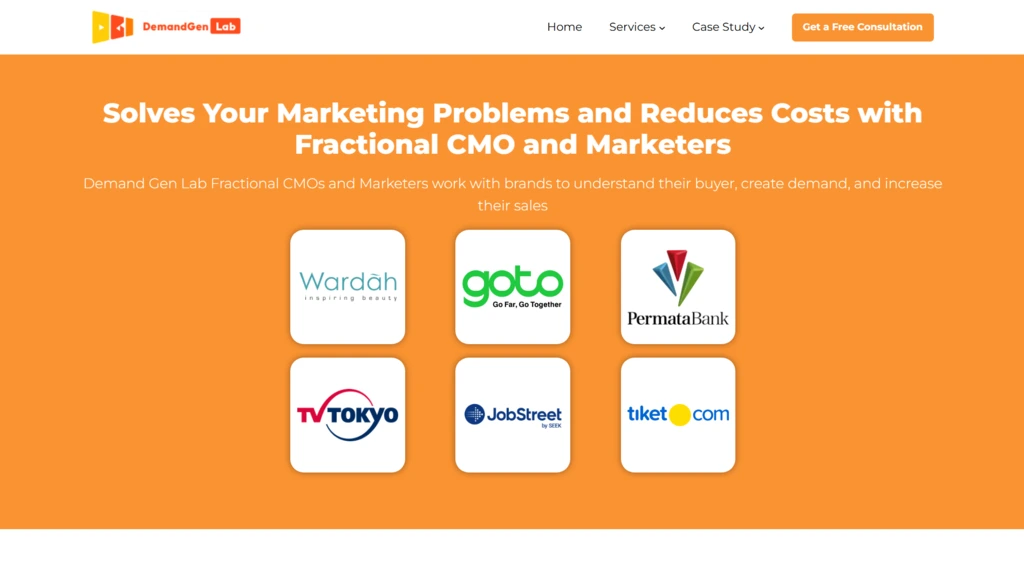 DemandGen Lab
Home
Services
Case Study
Get a Free Consultation
Solves Your Marketing Problems and Reduces Costs with
Fractional CMO and Marketers
Demand Gen Lab Fractional CMOs and Marketers work with brands to understand their buyer, create demand, and increase
their sales
Wardàh
inspiring beauty
goto
Go Far, Go Together
PermataBank
TV TOKYO
JobStreet
by SEEK
tiket.com